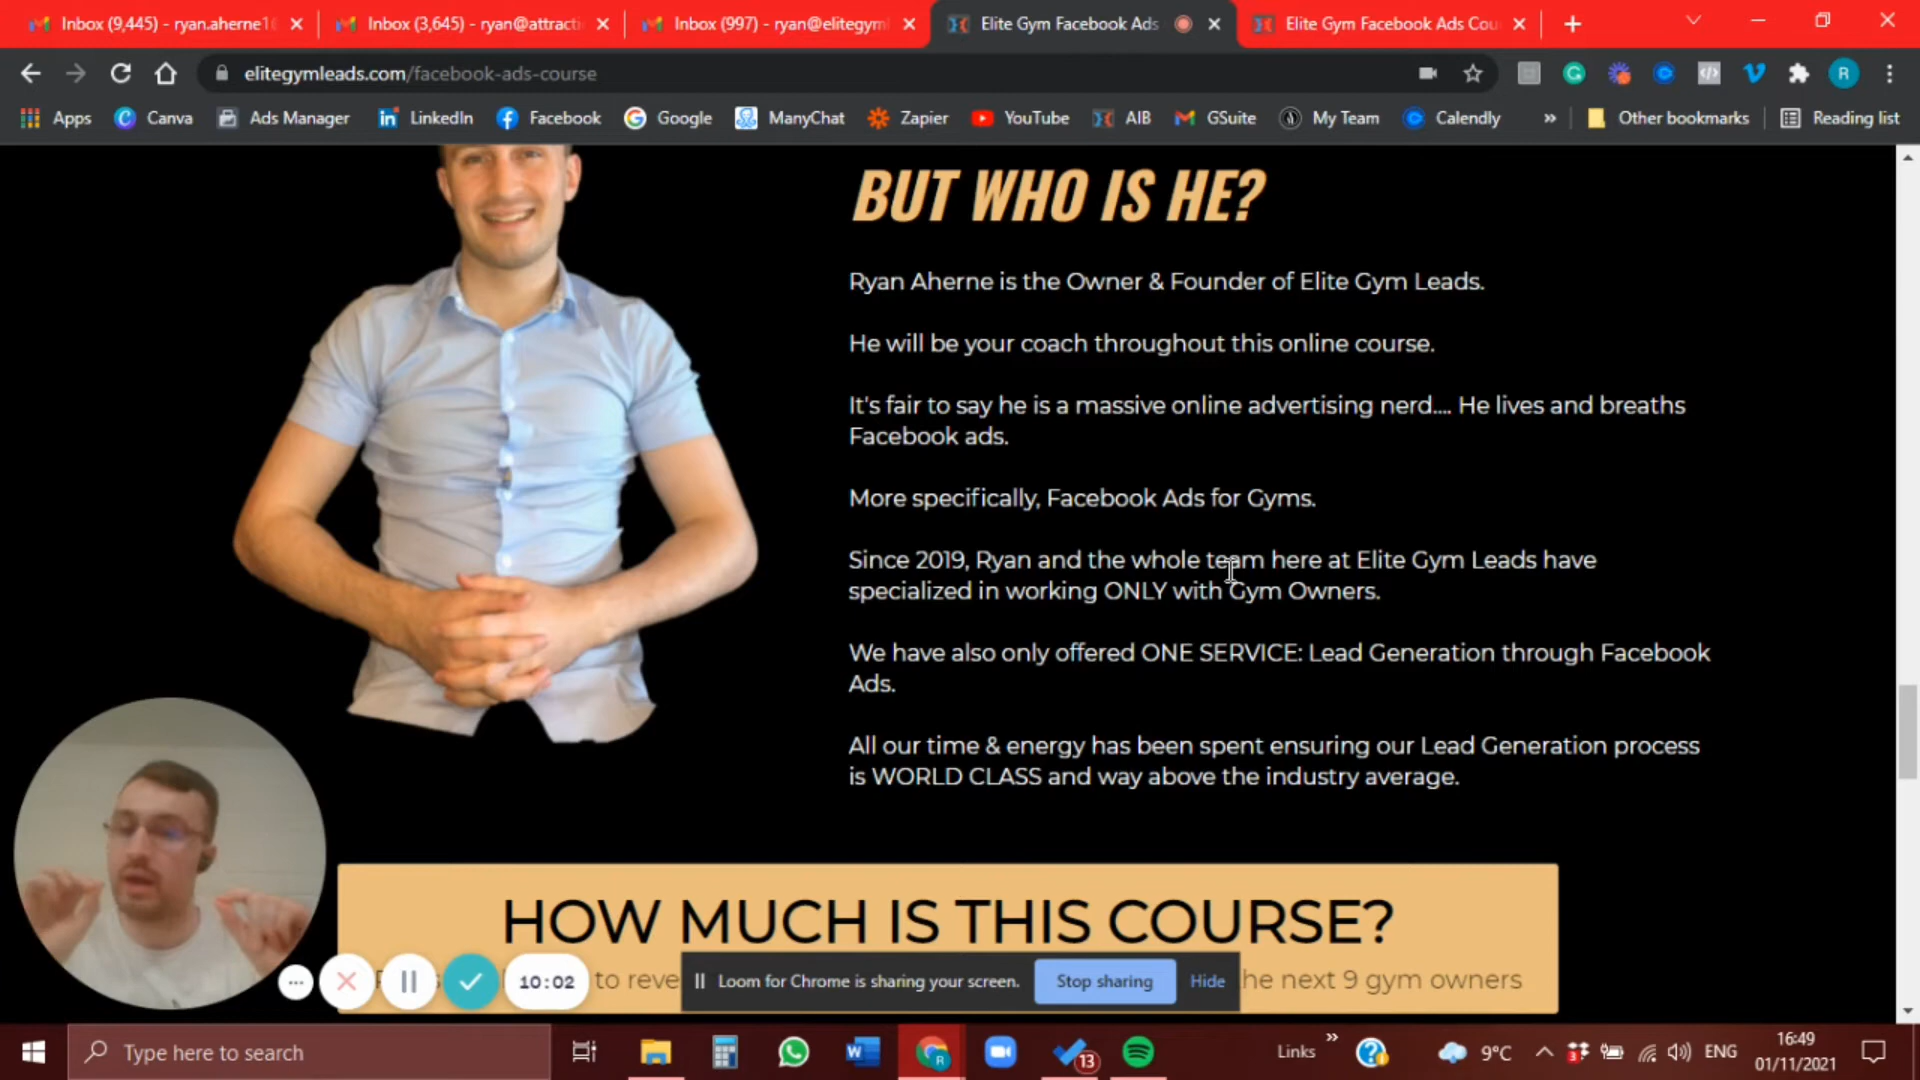 Inbox (9,445) - ryan.aherne1
Inbox (3,645) - ryan@attracti
Inbox (997) - ryan@elitegym
Elite Gym Facebook Ads
Elite Gym Facebook Ads Cou
elitegymleads.com/facebook-ads-course
R
Apps
Canva
Ads Manager
LinkedIn
Facebook
Google
ManyChat
Zapier
YouTube
AIB
GSuite
My Team
Calendly
»
Other bookmarks
Reading list
BUT WHO IS HE?
Ryan Aherne is the Owner & Founder of Elite Gym Leads.
He will be your coach throughout this online course.
It's fair to say he is a massive online advertising nerd.... He lives and breaths
Facebook ads.
More specifically, Facebook Ads for Gyms.
Since 2019, Ryan and the whole team here at Elite Gym Leads have
specialized in working ONLY with Gym Owners.
We have also only offered ONE SERVICE: Lead Generation through Facebook
Ads.
All our time & energy has been spent ensuring our Lead Generation process
is WORLD CLASS and way above the industry average.
HOW MUCH IS THIS COURSE?
to reve
he next 9 gym owners
10:02
Loom for Chrome is sharing your screen.
Stop sharing
Hide
Type here to search
13
Links
»
9°C
ENG
16:49
01/11/2021